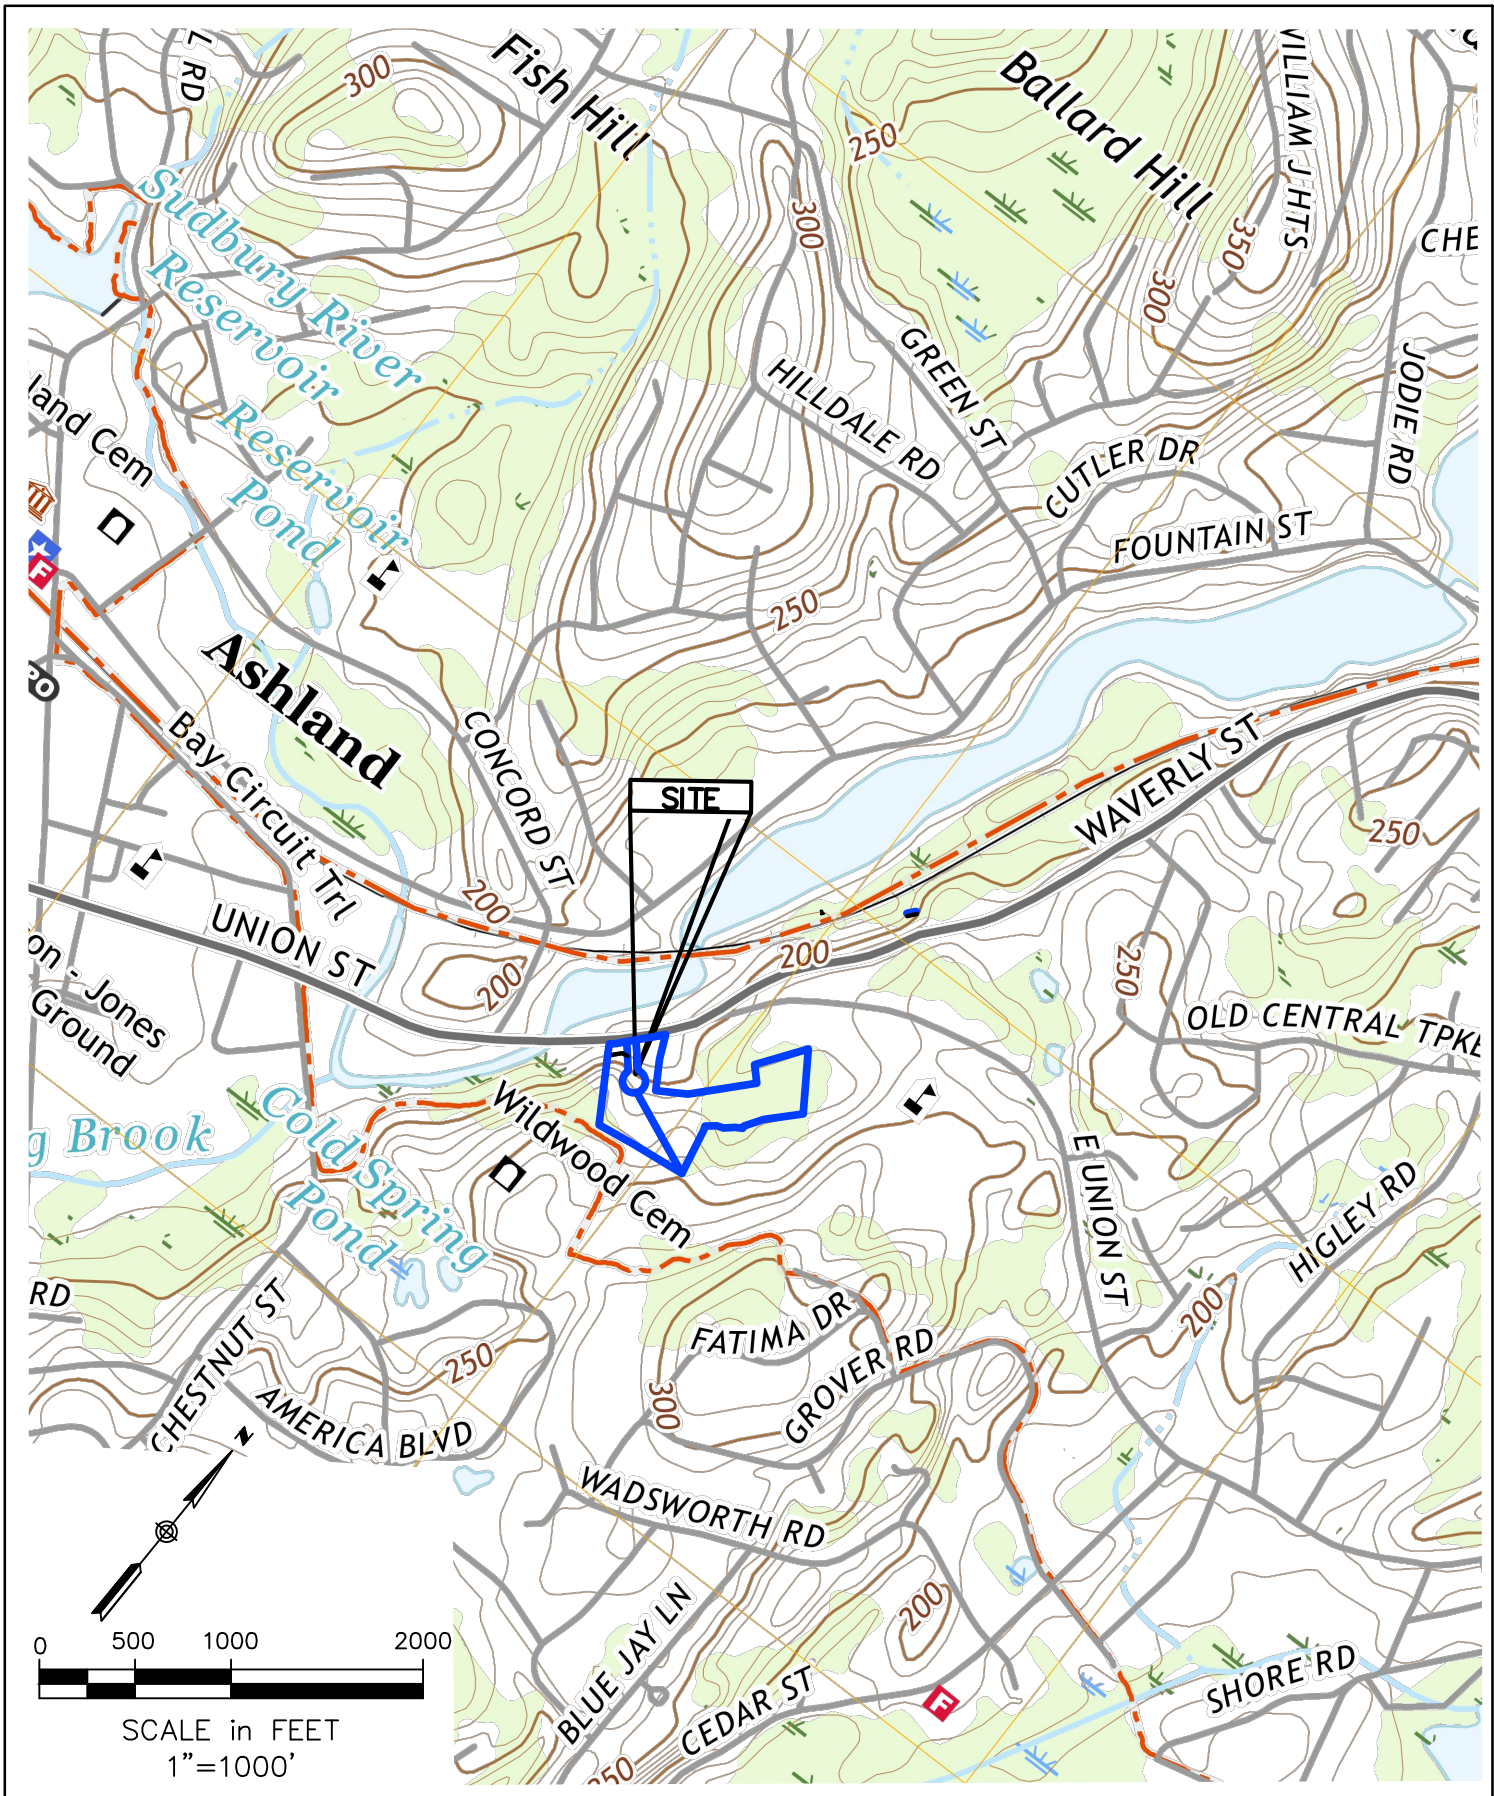 L RD
300
Fish Hill
Ballard Hill
WILLIAM J HTS
250
300
350
300
CHE
Sudbury River
Reservoir
Reservoir
Pond
land Cem
HILLDALE RD
GREEN ST
CUTLER DR
JODIE RD
FOUNTAIN ST
F
250
Ashland
Bay Circuit Trl
CONCORD ST
SITE
WAVERLY ST
250
200
UNION ST
200
200
250
on - Jones
Ground
OLD CENTRAL TPKE
g Brook
Cold Spring
Pond
Wildwood Cem
E UNION ST
HIGLEY RD
RD
CHESTNUT ST
250
FATIMA DR
200
GROVER RD
300
AMERICA BLVD
N
WADSWORTH RD
200
BLUE JAY LN
CEDAR ST
F
SHORE RD
250
0 500 1000 2000
SCALE in FEET
1"=1000'